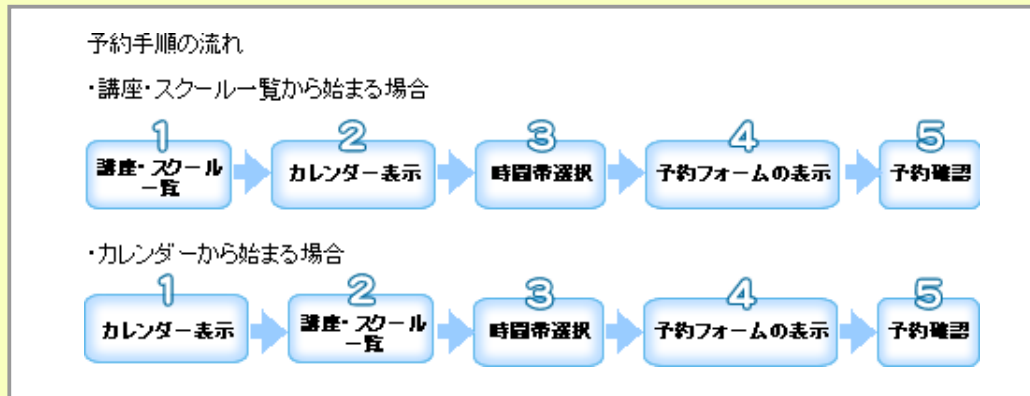 予約手順の流れ
・講座・スクール一覧から始まる場合
1
講座・スクール
一覧
2
カレンダー表示
3
時間帯選択
4
予約フォームの表示
5
予約確認
・カレンダーから始まる場合
1
カレンダー表示
2
講座・スクール
一覧
3
時間帯選択
4
予約フォームの表示
5
予約確認